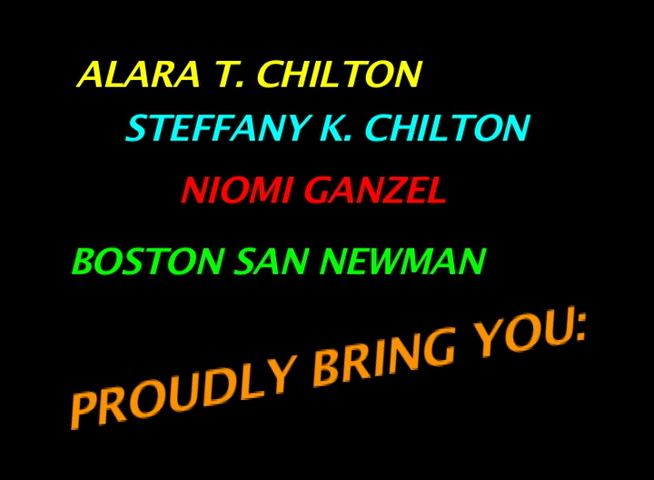 ALARA T. CHILTON
STEFFANY K. CHILTON
NIOMI GANZEL
BOSTON SAN NEWMAN
PROUDLY BRING YOU: